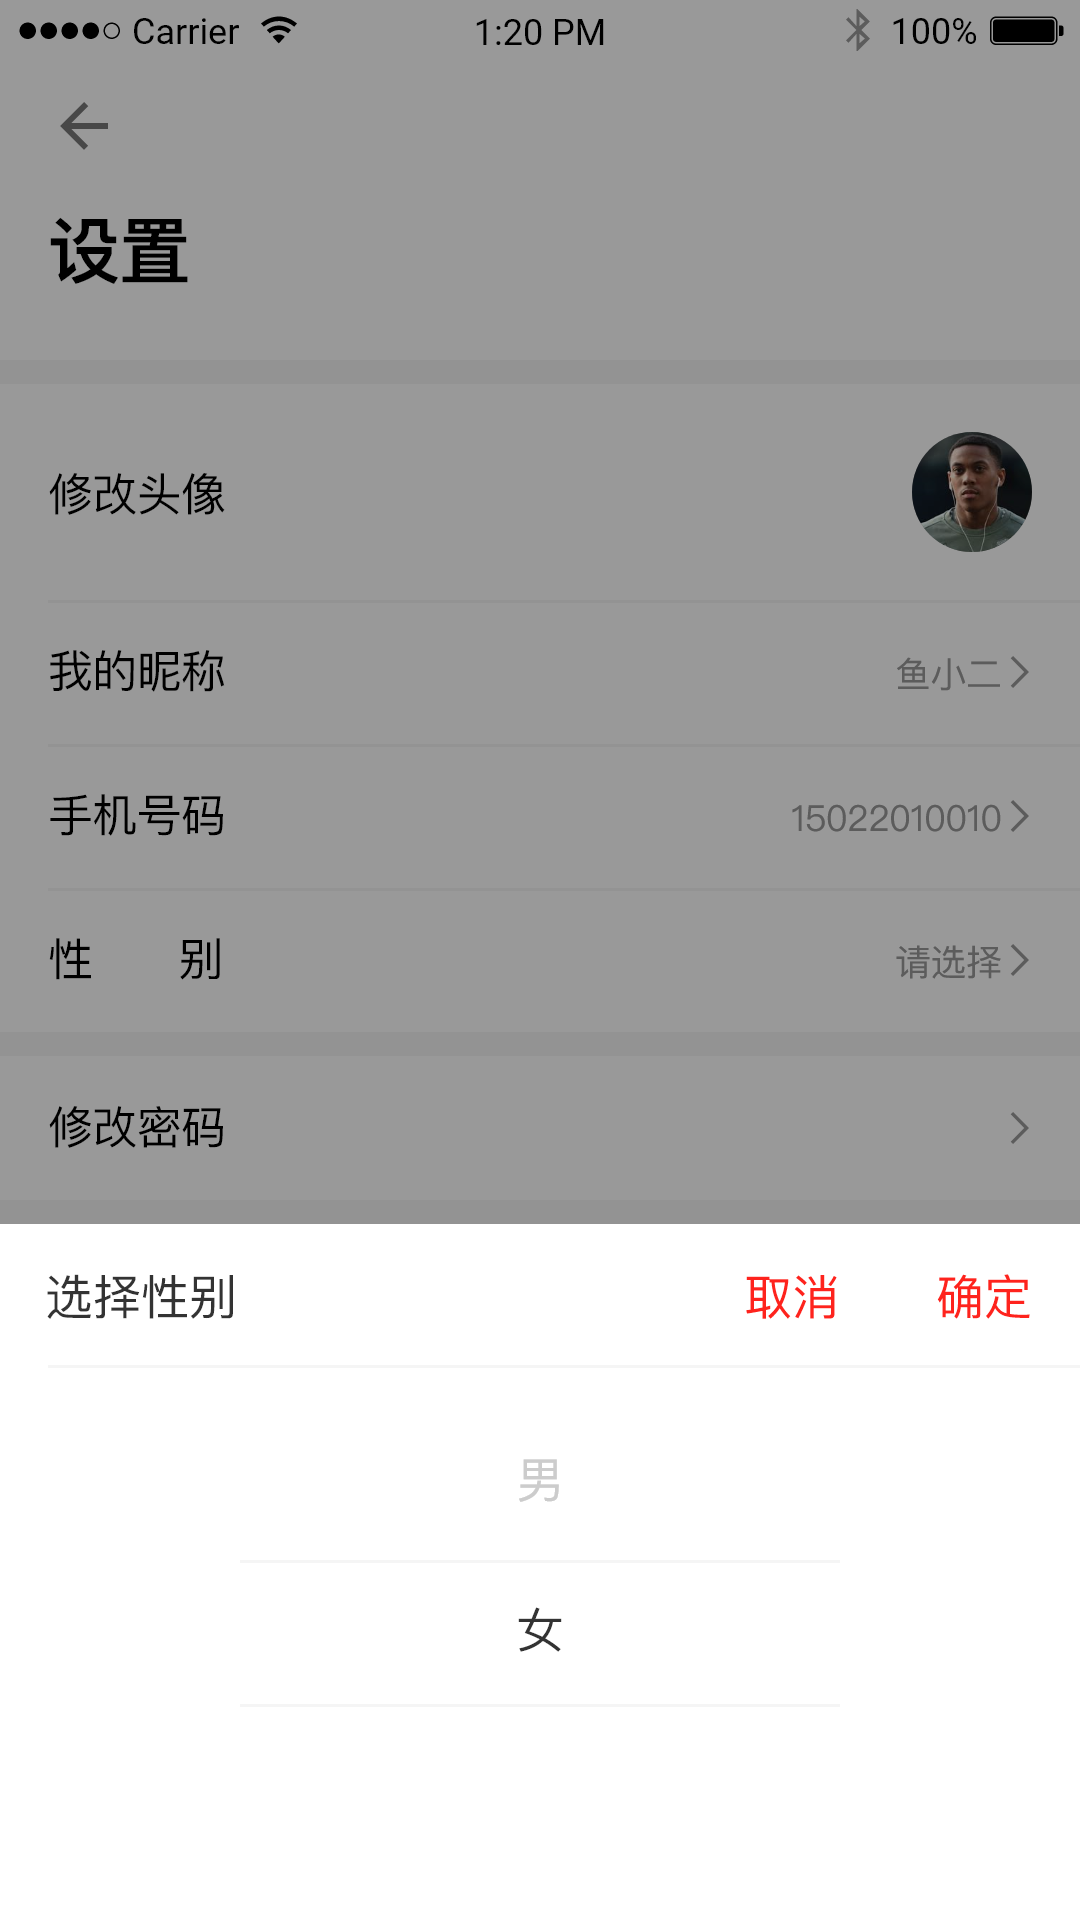 Carrier 1:20 PM 100%
设置
修改头像
我的昵称 鱼小二
手机号码 15022010010
性 别 请选择
修改密码
选择性别 取消 确定
男
女